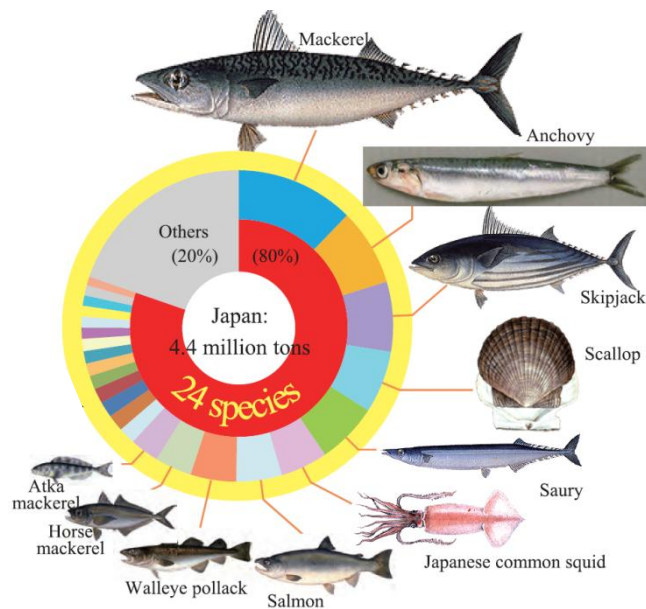 Mackerel
Anchovy
Others
(20%)
(80%)
Skipjack
Japan:
4.4 million tons
Scallop
24 species
Saury
Atka
mackerel
Horse
mackerel
Japanese common squid
Walleye pollack
Salmon